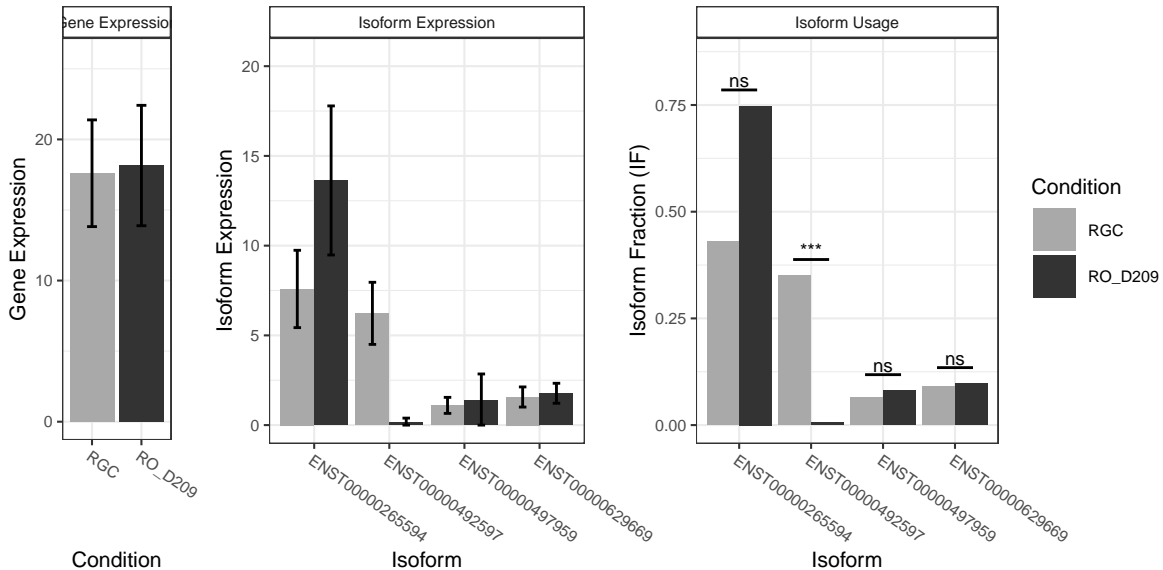 Gene Expression
Isoform Expression
Isoform Usage
Gene Expression
20
10
0
RGC
RO_D209
Condition
Isoform Expression
20
15
10
5
0
ENST00000265594
ENST00000492597
ENST00000497959
ENST00000629669
Isoform
Isoform Fraction (IF)
0.75
0.50
0.25
0.00
ns
***
ns
ns
ENST00000265594
ENST00000492597
ENST00000497959
ENST00000629669
Isoform
Condition
RGC
RO_D209